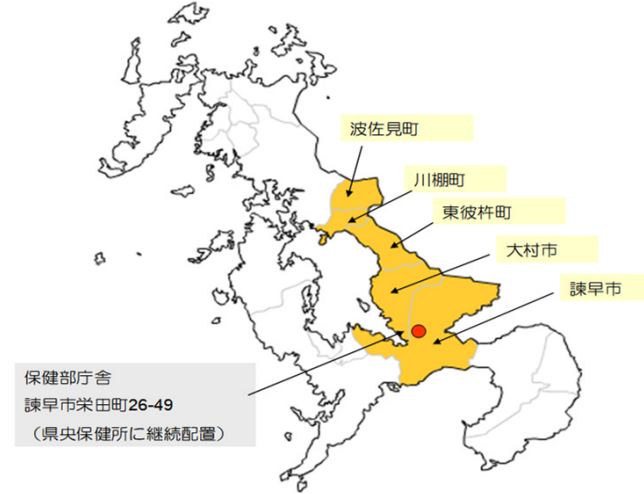 波佐見町
川棚町
東彼杵町
大村市
諫早市
保健部庁舎
諫早市栄田町26-49
（県央保健所に継続配置）